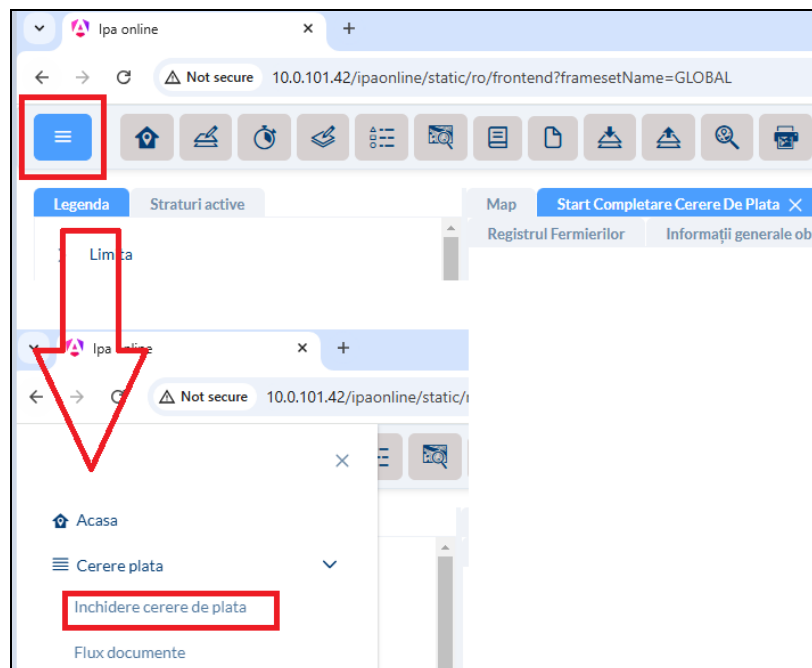 Ipa online
Not secure 10.0.101.42/ipaonline/static/ro/frontend?framesetName=GLOBAL
Legenda Straturi active Map Start Completare Cerere De Plata
Registrul Fermierilor Informații generale ob
Limita
Ipa online
Not secure 10.0.101.42/ipaonline/static/
Acasa
Cerere plata
Inchidere cerere de plata
Flux documente